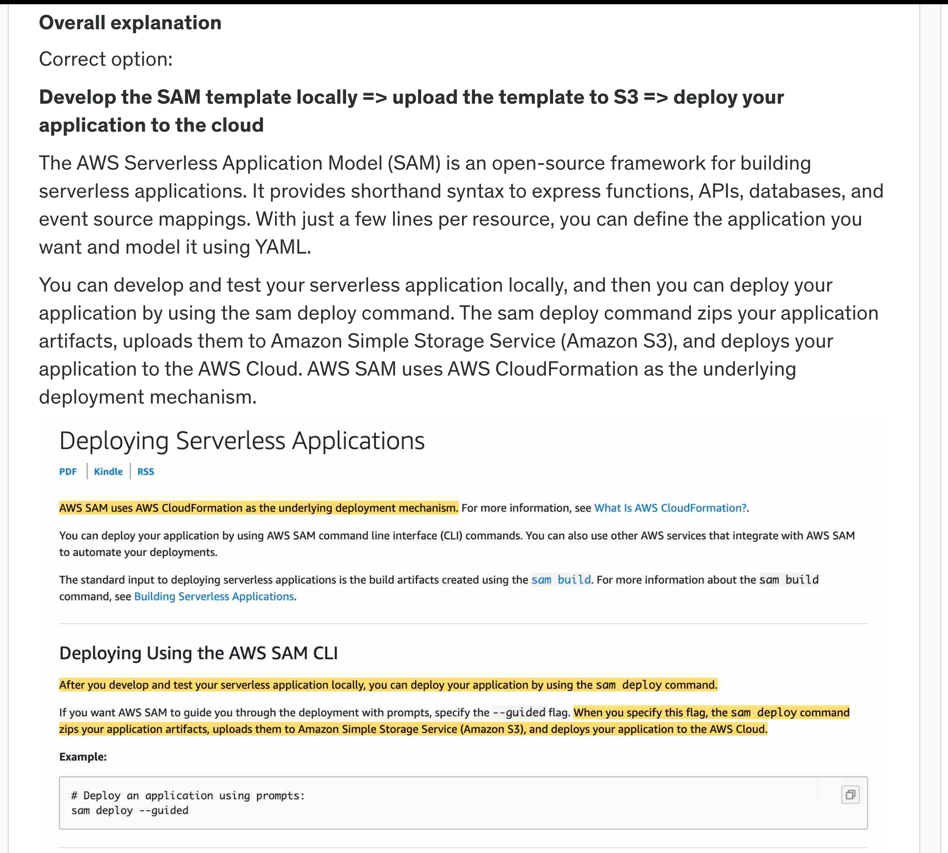 Overall explanation
Correct option:
Develop the SAM template locally => upload the template to S3 => deploy your
application to the cloud
The AWS Serverless Application Model (SAM) is an open-source framework for building
serverless applications. It provides shorthand syntax to express functions, APIs, databases, and
event source mappings. With just a few lines per resource, you can define the application you
want and model it using YAML.
You can develop and test your serverless application locally, and then you can deploy your
application by using the sam deploy command. The sam deploy command zips your application
artifacts, uploads them to Amazon Simple Storage Service (Amazon S3), and deploys your
application to the AWS Cloud. AWS SAM uses AWS CloudFormation as the underlying
deployment mechanism.
Deploying Serverless Applications
PDF | Kindle | RSS
AWS SAM uses AWS CloudFormation as the underlying deployment mechanism. For more information, see What Is AWS CloudFormation?.
You can deploy your application by using AWS SAM command line interface (CLI) commands. You can also use other AWS services that integrate with AWS SAM
to automate your deployments.
The standard input to deploying serverless applications is the build artifacts created using the sam build. For more information about the sam build
command, see Building Serverless Applications.
Deploying Using the AWS SAM CLI
After you develop and test your serverless application locally, you can deploy your application by using the sam deploy command.
If you want AWS SAM to guide you through the deployment with prompts, specify the --guided flag. When you specify this flag, the sam deploy command
zips your application artifacts, uploads them to Amazon Simple Storage Service (Amazon S3), and deploys your application to the AWS Cloud.
Example:
# Deploy an application using prompts:
sam deploy --guided